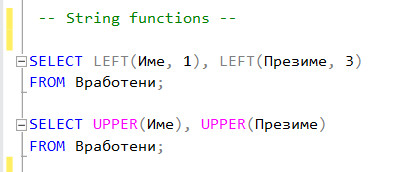 -- String functions --
SELECT LEFT(Име, 1), LEFT(Презиме, 3)
FROM Вработени;
SELECT UPPER(Име), UPPER(Презиме)
FROM Вработени;